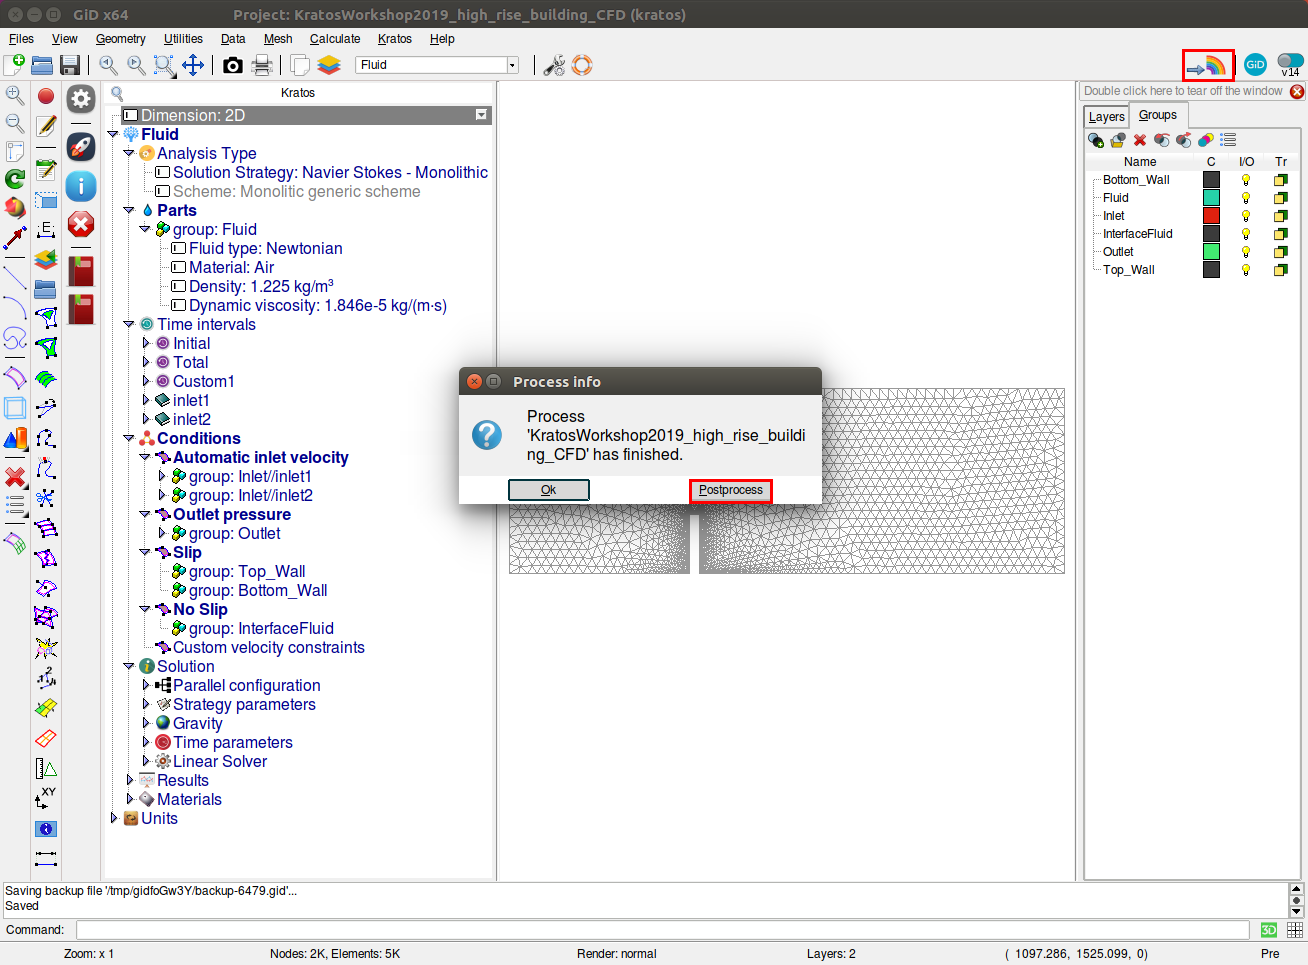 GiD x64
Project: KratosWorkshop2019_high_rise_building_CFD (kratos)
Files View Geometry Utilities Data Mesh Calculate Kratos Help
Fluid
GiD
v14
Kratos
Dimension: 2D
Fluid
Analysis Type
Solution Strategy: Navier Stokes - Monolithic
Scheme: Monolitic generic scheme
Parts
group: Fluid
Fluid type: Newtonian
Material: Air
Density: 1.225 kg/m³
Dynamic viscosity: 1.846e-5 kg/(m·s)
Time intervals
Initial
Total
Custom1
inlet1
inlet2
Conditions
Automatic inlet velocity
group: Inlet//inlet1
group: Inlet//inlet2
Outlet pressure
group: Outlet
Slip
group: Top_Wall
group: Bottom_Wall
No Slip
group: InterfaceFluid
Custom velocity constraints
Solution
Parallel configuration
Strategy parameters
Gravity
Time parameters
Linear Solver
Results
Materials
Units
Process info
Process
'KratosWorkshop2019_high_rise_buildi
ng_CFD' has finished.
Ok
Postprocess
Double click here to tear off the window
Layers Groups
Name C I/O Tr
Bottom_Wall
Fluid
Inlet
InterfaceFluid
Outlet
Top_Wall
.E.
XY
Saving backup file '/tmp/gidfoGw3Y/backup-6479.gid'...
Saved
Command:
3D
Zoom: x 1
Nodes: 2K, Elements: 5K
Render: normal
Layers: 2
( 1097.286, 1525.099, 0)
Pre